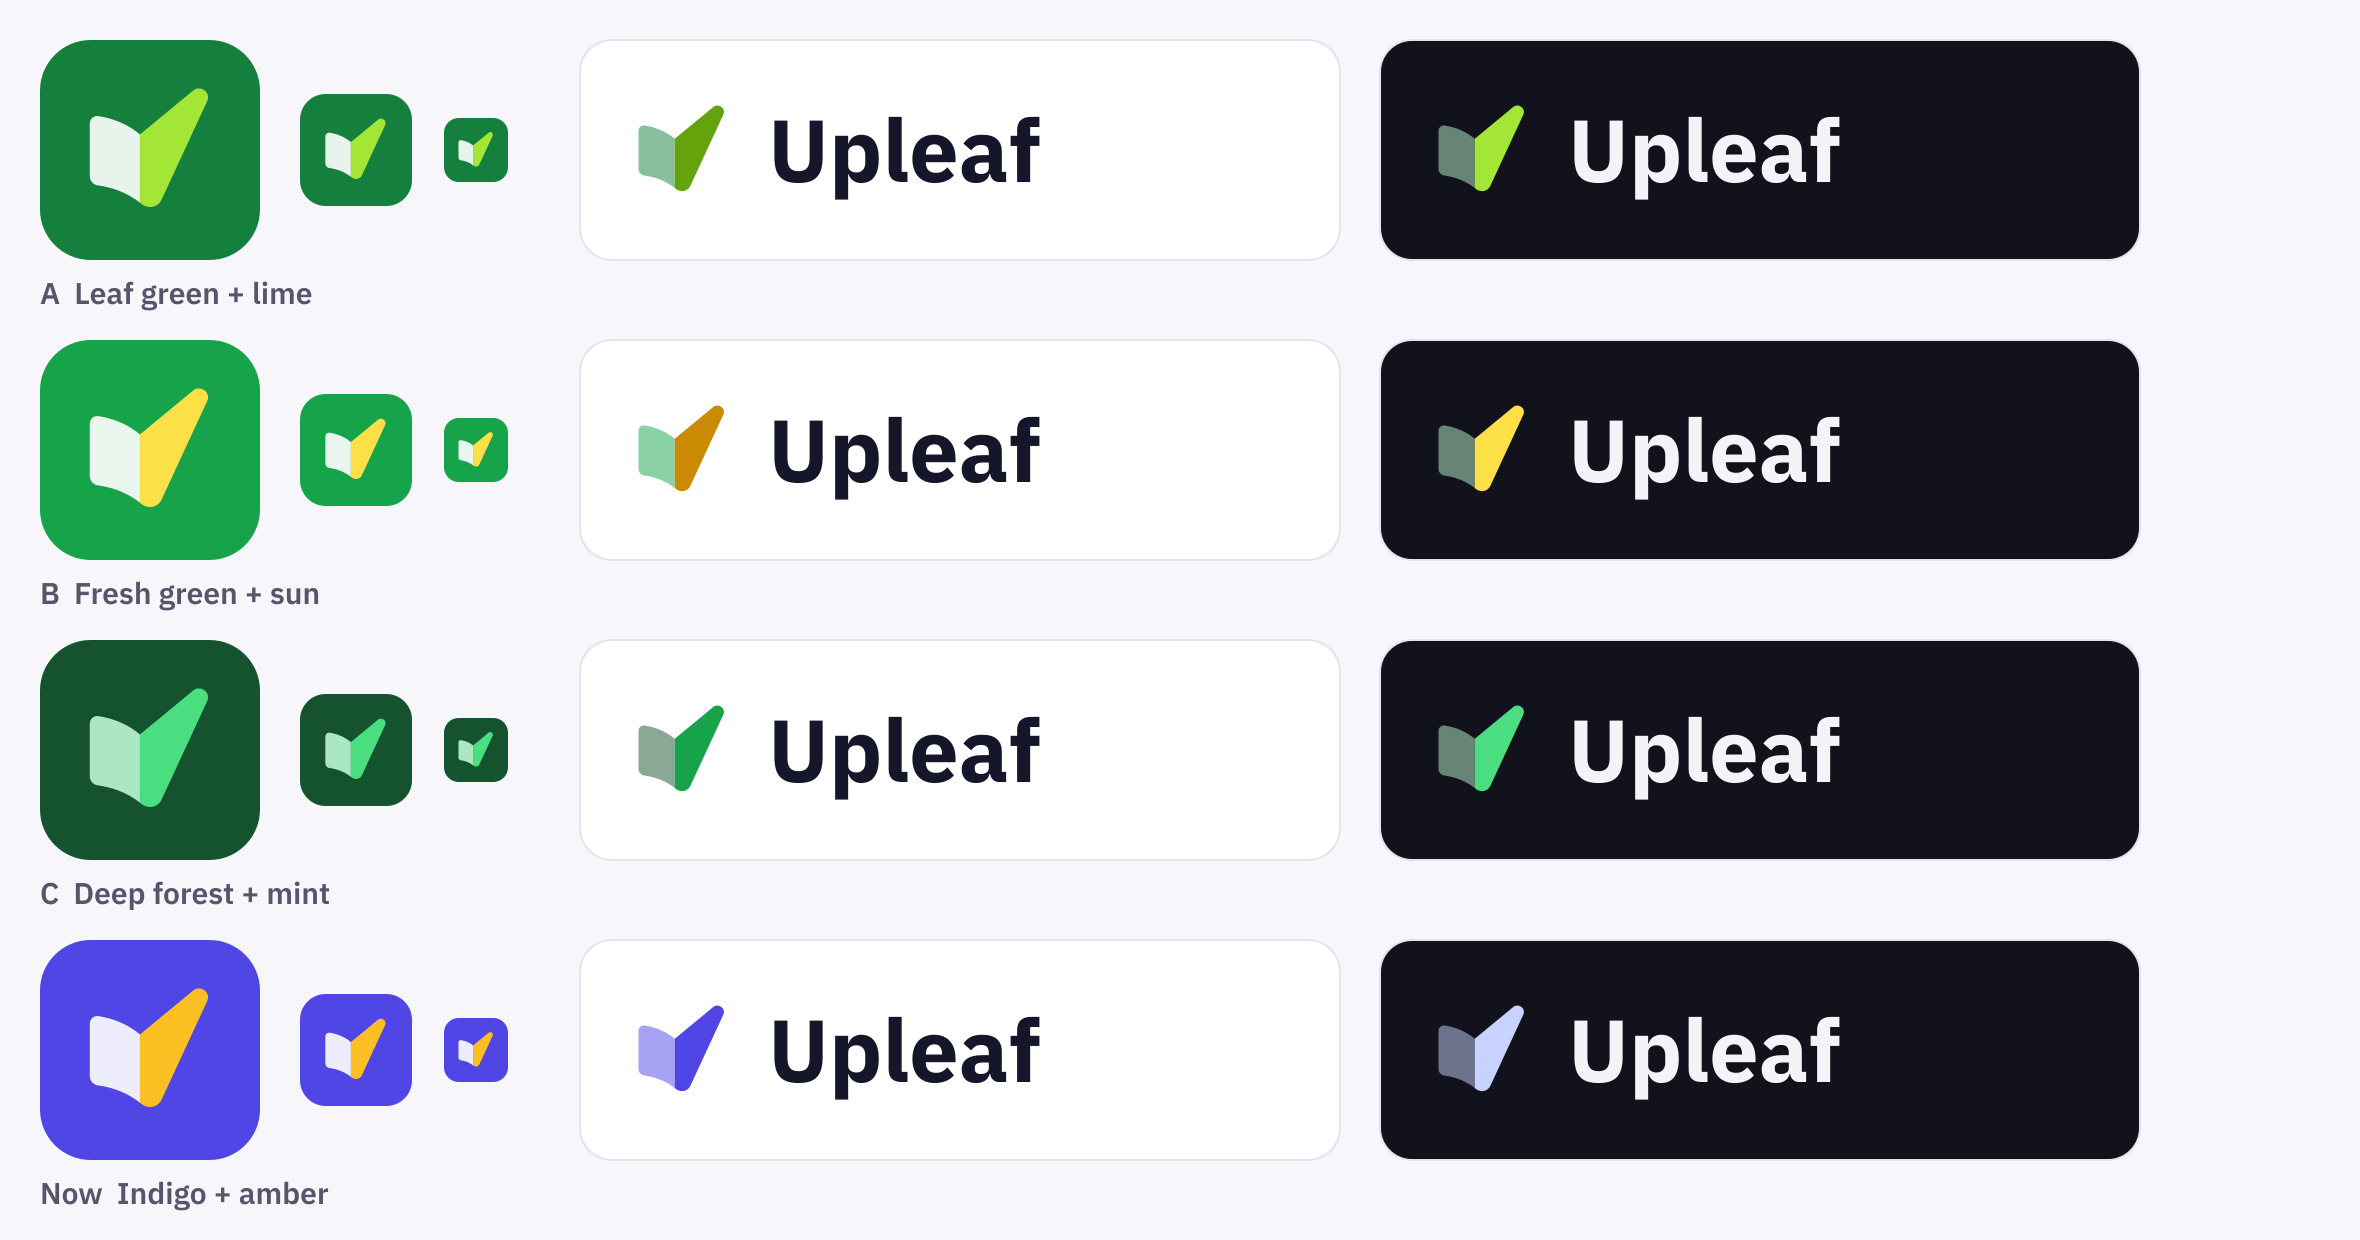 Upleaf
Upleaf
A Leaf green + lime
Upleaf
Upleaf
B Fresh green + sun
Upleaf
Upleaf
C Deep forest + mint
Upleaf
Upleaf
Now Indigo + amber